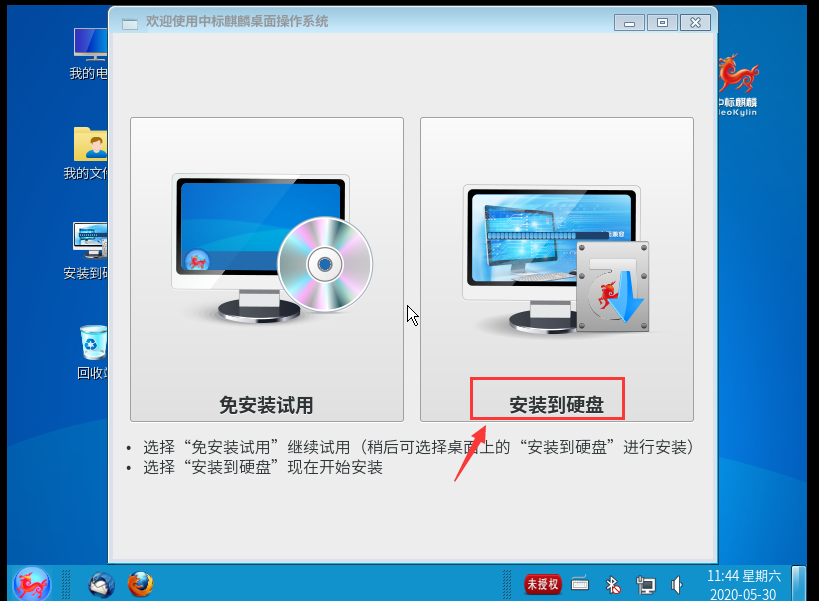 欢迎使用中标麒麟桌面操作系统
我的电
我的文
安装到
回收站
中标麒麟
eoKylin
免安装试用
安装到硬盘
• 选择“免安装试用”继续试用（稍后可选择桌面上的“安装到硬盘”进行安装）
• 选择“安装到硬盘”现在开始安装
未授权
11:44 星期六
2020-05-30